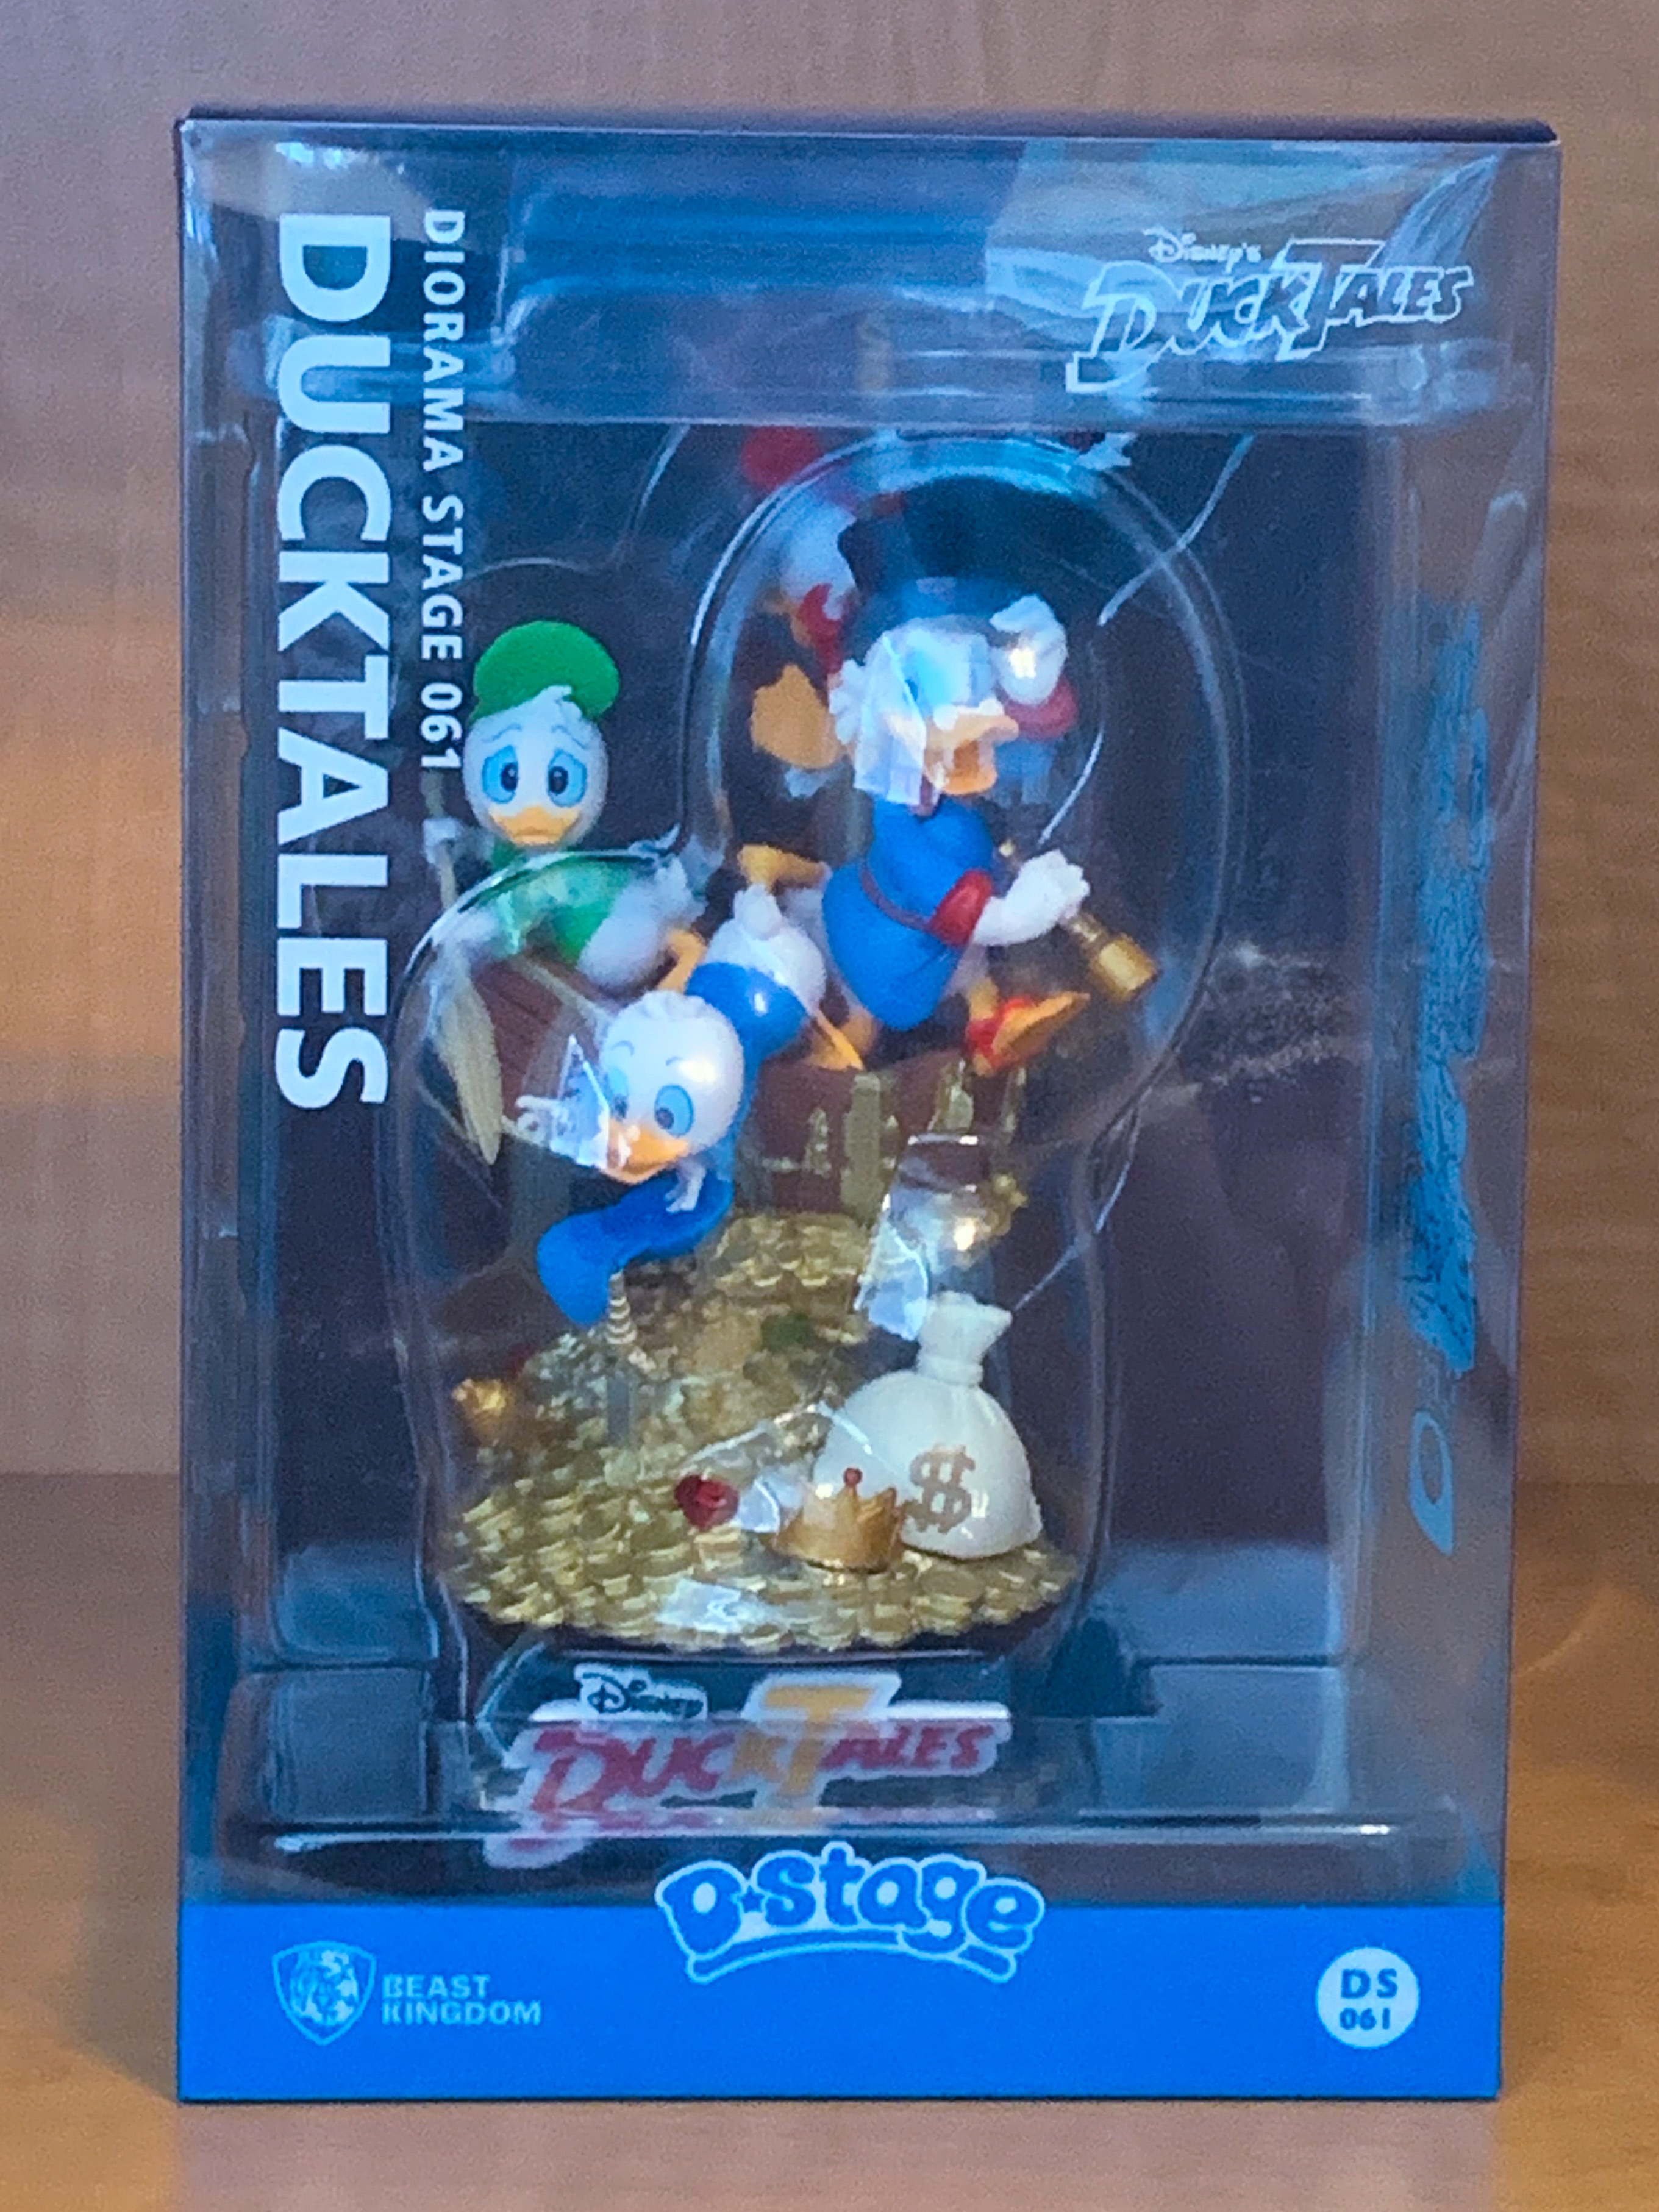 DIORAMA STAGE 061
DUCKTALES
Disney's
DUCKTALES
$
Disney
DUCKTALES
D-Stage
BEAST
KINGDOM
DS
061